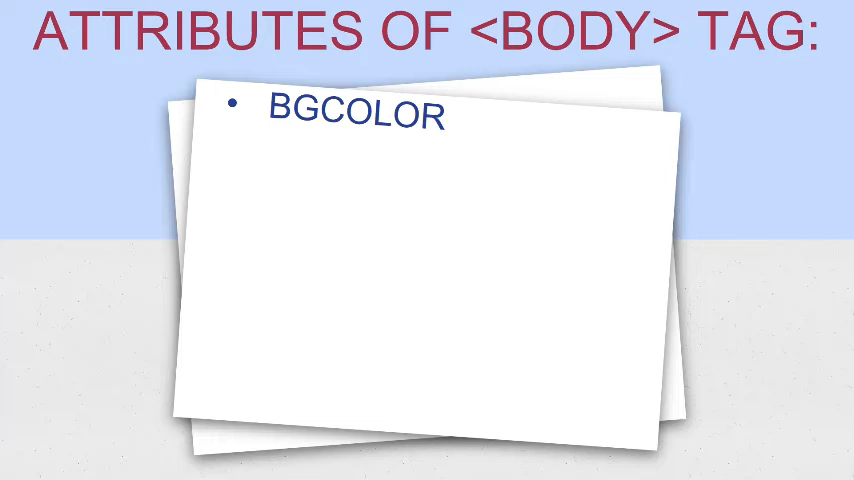 ATTRIBUTES OF <BODY> TAG:
• BGCOLOR